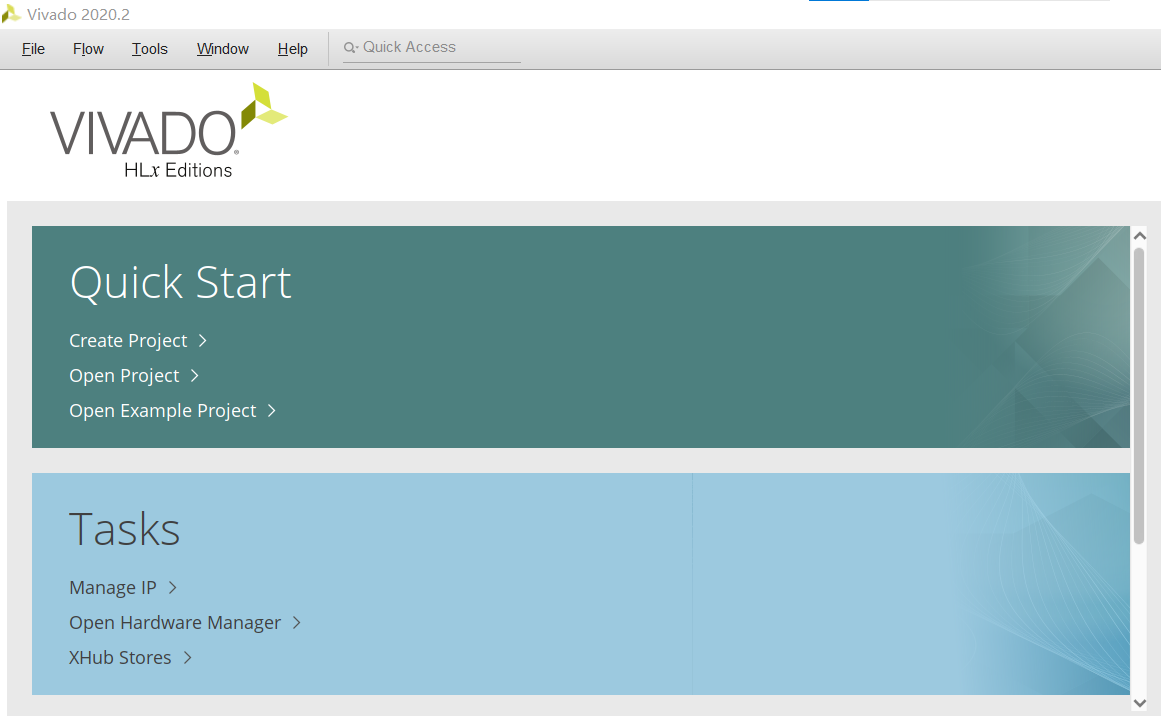 Vivado 2020.2
File Flow Tools Window Help Quick Access
VIVADO
HLx Editions
Quick Start
Create Project
Open Project
Open Example Project
Tasks
Manage IP
Open Hardware Manager
XHub Stores